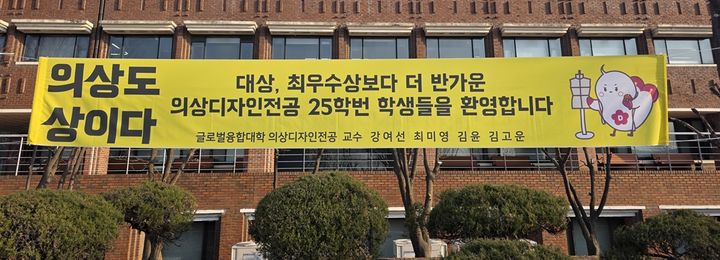 의상도
상이다
대상, 최우수상보다 더 반가운
의상디자인전공 25학번 학생들을 환영합니다
글로벌융합대학 의상디자인전공 교수 강여선 최미영 김윤 김고운